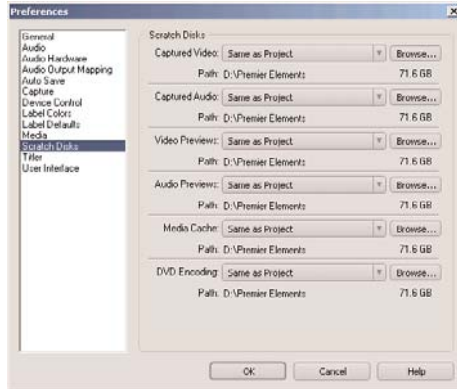 Preferences
General
Audio
Audio Hardware
Audio Output Mapping
Auto Save
Capture
Device Control
Label Colors
Label Defaults
Media
Scratch Disks
Titler
User Interface
Scratch Disks
Captured Video: Same as Project Browse...
Path: D:\Premier Elements 71.6 GB
Captured Audio: Same as Project Browse...
Path: D:\Premier Elements 71.6 GB
Video Previews: Same as Project Browse...
Path: D:\Premier Elements 71.6 GB
Audio Previews: Same as Project Browse...
Path: D:\Premier Elements 71.6 GB
Media Cache: Same as Project Browse...
Path: D:\Premier Elements 71.6 GB
DVD Encoding: Same as Project Browse...
Path: D:\Premier Elements 71.6 GB
OK Cancel Help